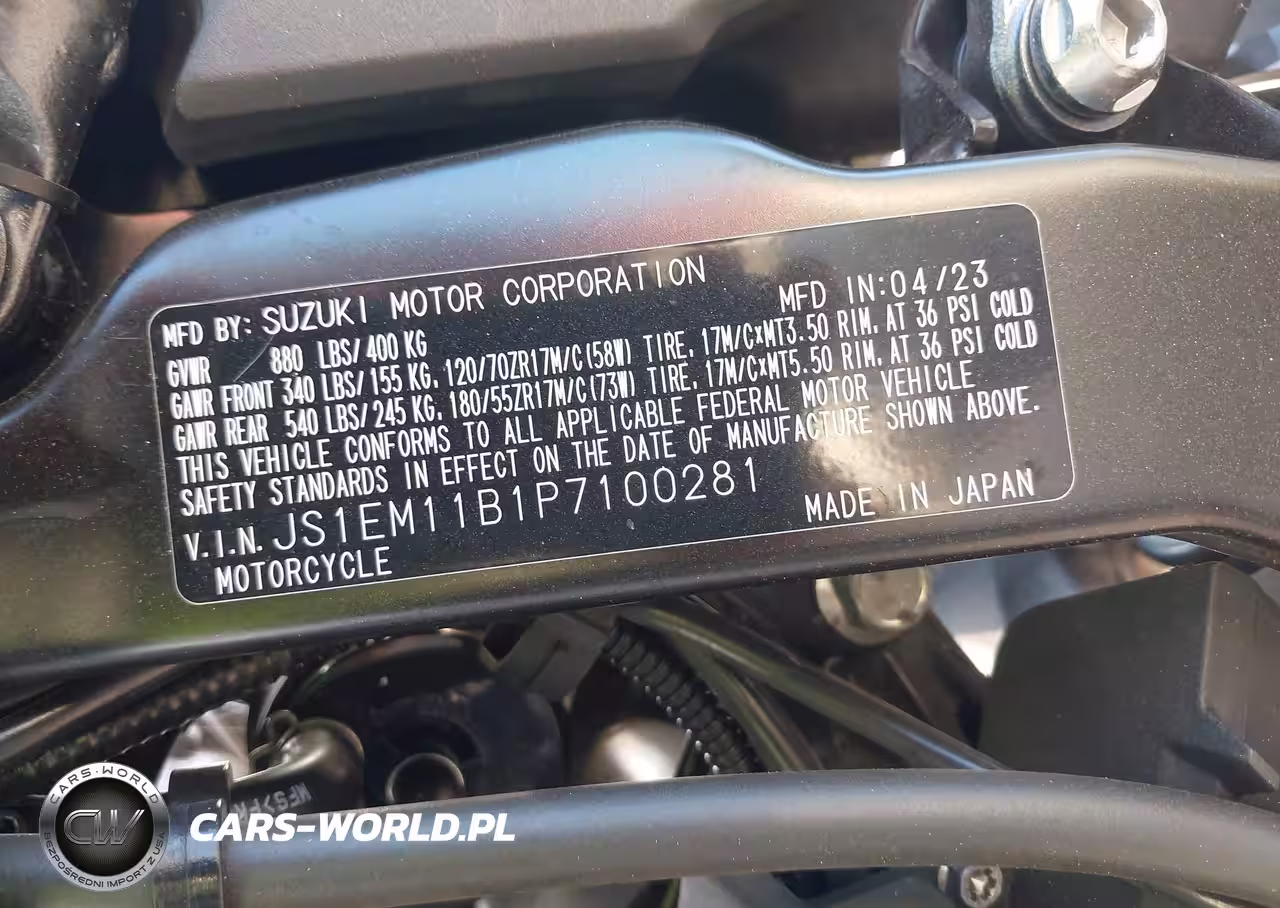 MFD BY: SUZUKI MOTOR CORPORATION
MFD IN: 04/23
GVWR 880 LBS/400 KG
GAWR FRONT 340 LBS/155 KG. 120/70ZR17M/C(58W) TIRE. 17M/CxMT3.50 RIM. AT 36 PSI COLD
GAWR REAR 540 LBS/245 KG. 180/55ZR17M/C(73W) TIRE. 17M/CxMT5.50 RIM. AT 36 PSI COLD
THIS VEHICLE CONFORMS TO ALL APPLICABLE FEDERAL MOTOR VEHICLE
SAFETY STANDARDS IN EFFECT ON THE DATE OF MANUFACTURE SHOWN ABOVE.
V.I.N. JS1EM11B1P7100281
MADE IN JAPAN
MOTORCYCLE
CARS-WORLD
CW
BEZPOŚREDNI IMPORT Z USA
CARS-WORLD.PL